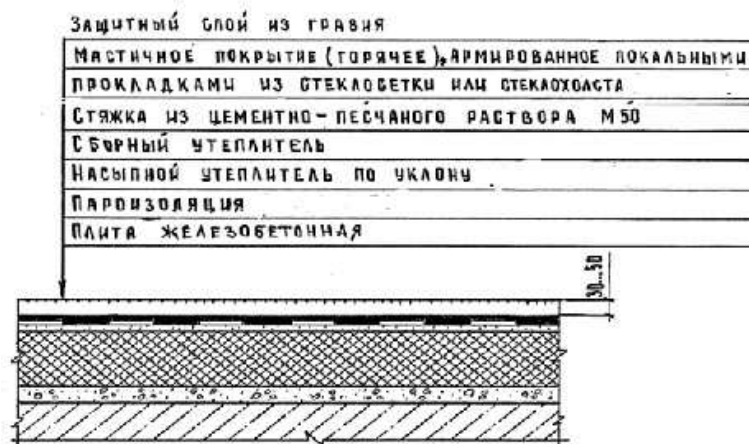 Защитный слой из гравия
Мастичное покрытие (горячее), армированное локальными
прокладками из стеклосетки или стеклохолста
Стяжка из цементно-песчаного раствора М50
Сборный утеплитель
Насыпной утеплитель по уклону
Пароизоляция
Плита железобетонная
30...50